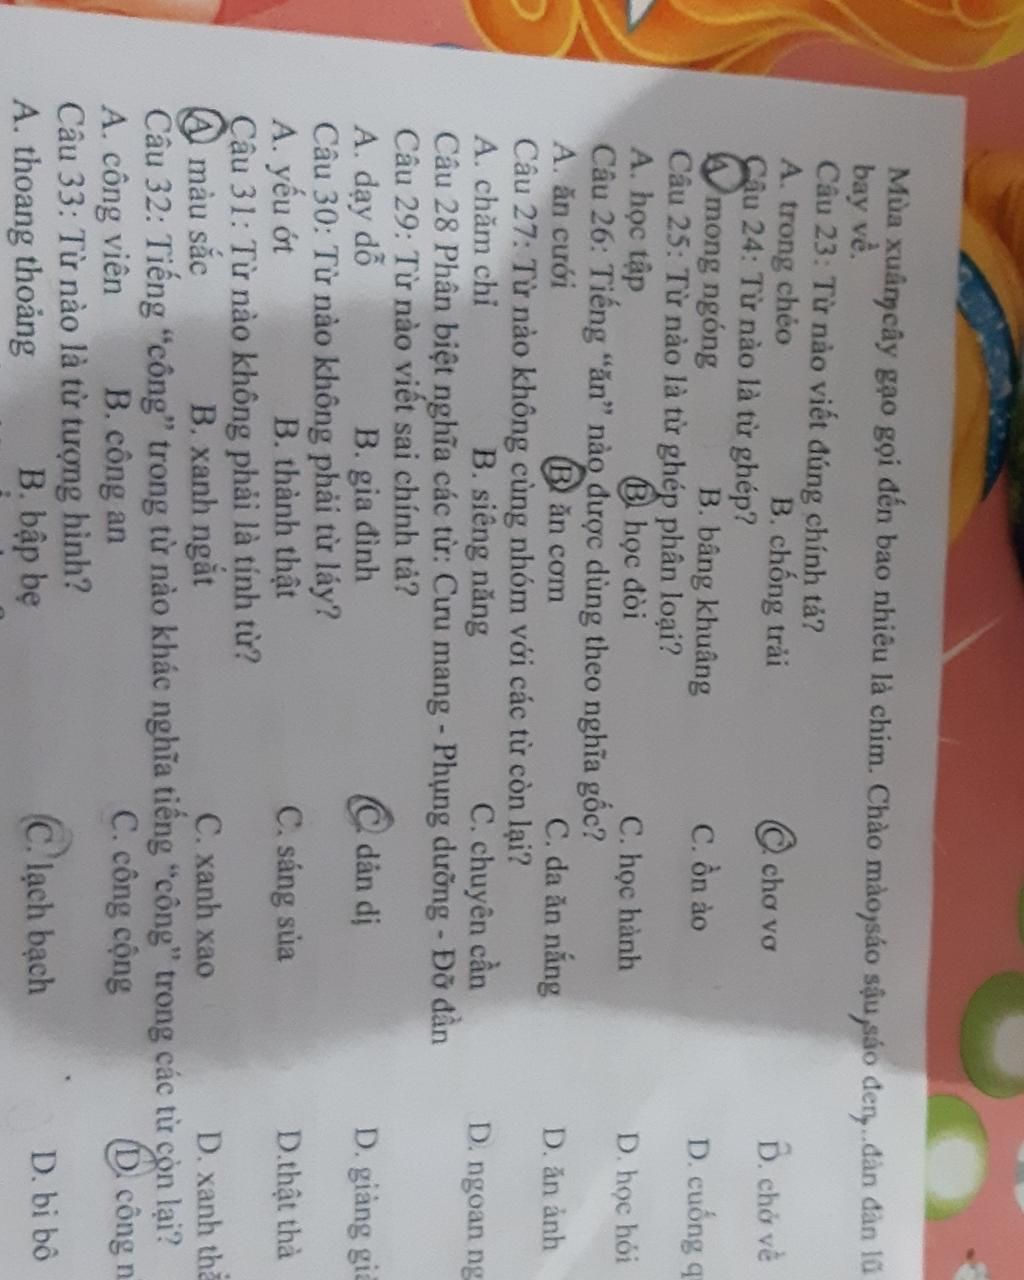 Mùa xuân, cây gạo gọi đến bao nhiêu là chim. Chào mào, sáo sậu, sáo đen,...đàn đàn lũ
bay về.
Câu 23: Từ nào viết đúng chính tả?
A. trong chẻo B. chống trải C. chơ vơ D. chở về
Câu 24: Từ nào là từ ghép?
A. mong ngóng B. bâng khuâng C. ồn ào D. cuống q
Câu 25: Từ nào là từ ghép phân loại?
A. học tập B. học đòi C. học hành D. học hỏi
Câu 26: Tiếng “ăn” nào được dùng theo nghĩa gốc?
A. ăn cưới B. ăn cơm C. da ăn nắng D. ăn ảnh
Câu 27: Từ nào không cùng nhóm với các từ còn lại?
A. chăm chỉ B. siêng năng C. chuyên cần D. ngoan ng
Câu 28 Phân biệt nghĩa các từ: Cưu mang - Phụng dưỡng - Đỡ đần
Câu 29: Từ nào viết sai chính tả?
A. dạy dỗ B. gia đình C. dản dị D. giảng giả
Câu 30: Từ nào không phải từ láy?
A. yếu ớt B. thành thật C. sáng sủa D.thật thà
Câu 31: Từ nào không phải là tính từ?
A. màu sắc B. xanh ngắt C. xanh xao D. xanh thẳ
Câu 32: Tiếng “công” trong từ nào khác nghĩa tiếng “công” trong các từ còn lại?
A. công viên B. công an C. công cộng D. công n
Câu 33: Từ nào là từ tượng hình?
A. thoang thoảng B. bập bẹ C. lạch bạch D. bi bô